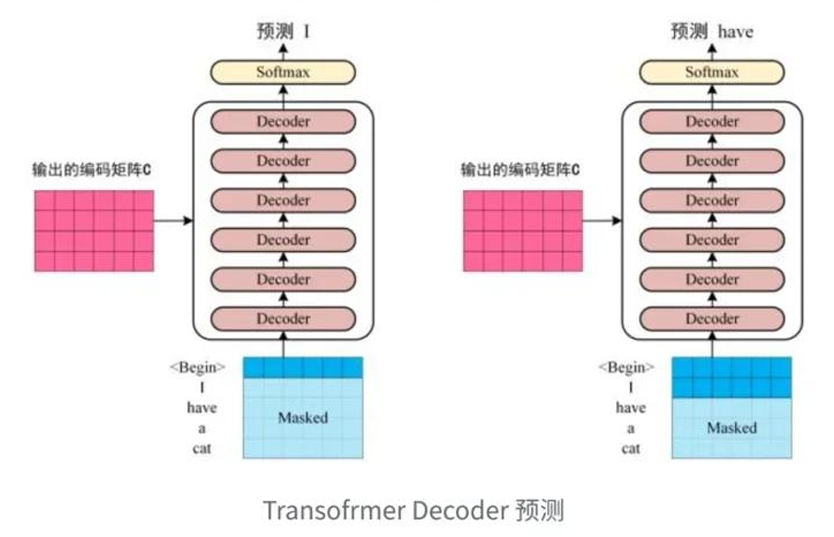 预测 I
Softmax
Decoder
Decoder
Decoder
Decoder
Decoder
Decoder
输出的编码矩阵C
<Begin>
I
have
a
cat
Masked
预测 have
Softmax
Decoder
Decoder
Decoder
Decoder
Decoder
Decoder
输出的编码矩阵C
<Begin>
I
have
a
cat
Masked
Transofrmer Decoder 预测